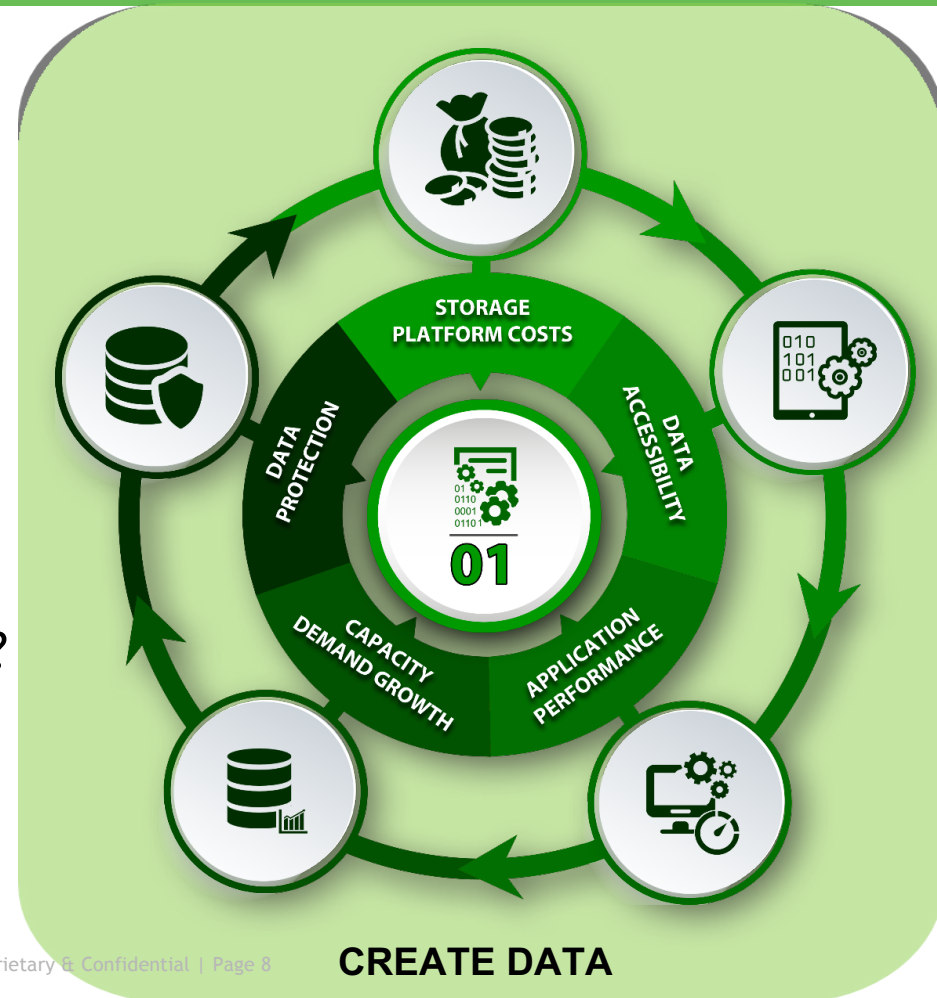 STORAGE
PLATFORM COSTS
DATA
ACCESSIBILITY
APPLICATION
PERFORMANCE
CAPACITY
DEMAND GROWTH
DATA
PROTECTION
010
101
001
01
0110
0001
01101
01
?
rietary & Confidential | Page 8
CREATE DATA